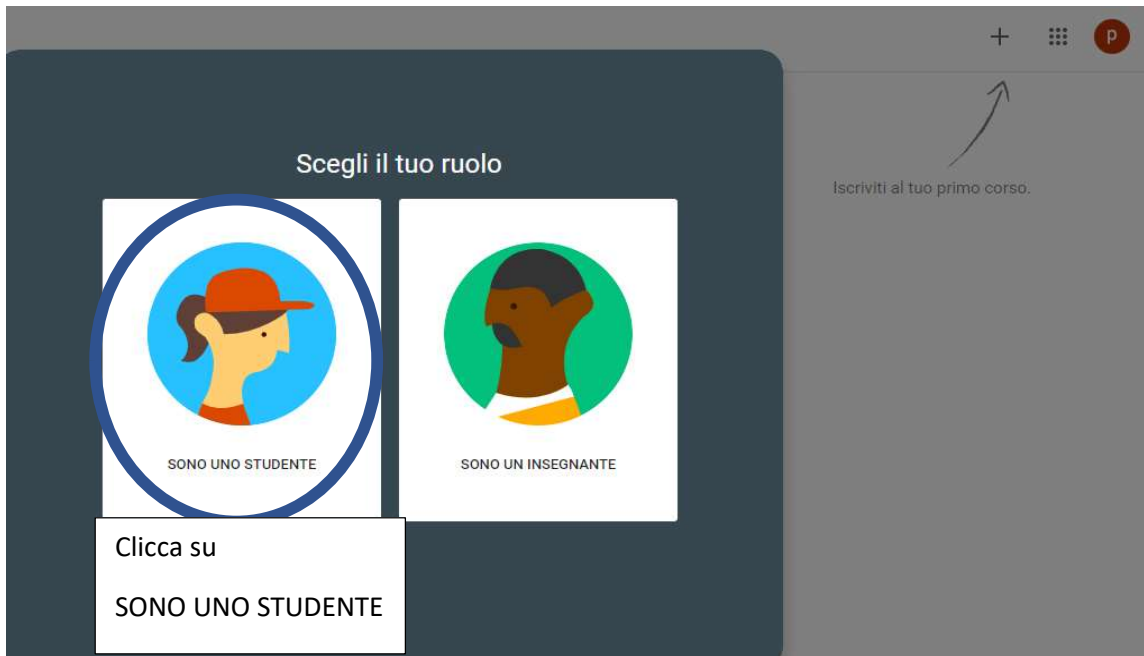 p
Scegli il tuo ruolo
Iscriviti al tuo primo corso.
SONO UNO STUDENTE
SONO UN INSEGNANTE
Clicca su
SONO UNO STUDENTE